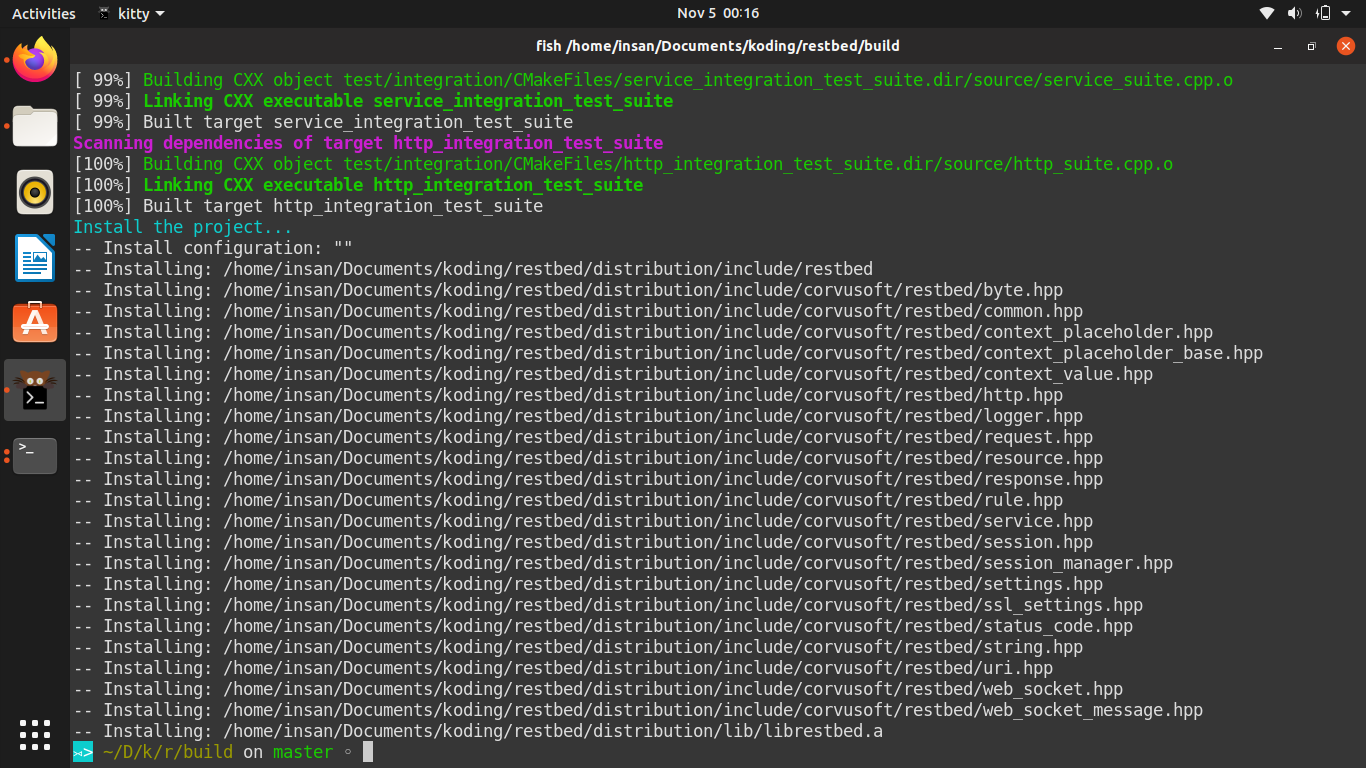 Activities kitty Nov 5 00:16
fish /home/insan/Documents/koding/restbed/build
[ 99%] Building CXX object test/integration/CMakeFiles/service_integration_test_suite.dir/source/service_suite.cpp.o
[ 99%] Linking CXX executable service_integration_test_suite
[ 99%] Built target service_integration_test_suite
Scanning dependencies of target http_integration_test_suite
[100%] Building CXX object test/integration/CMakeFiles/http_integration_test_suite.dir/source/http_suite.cpp.o
[100%] Linking CXX executable http_integration_test_suite
[100%] Built target http_integration_test_suite
Install the project...
-- Install configuration: ""
-- Installing: /home/insan/Documents/koding/restbed/distribution/include/restbed
-- Installing: /home/insan/Documents/koding/restbed/distribution/include/corvusoft/restbed/byte.hpp
-- Installing: /home/insan/Documents/koding/restbed/distribution/include/corvusoft/restbed/common.hpp
-- Installing: /home/insan/Documents/koding/restbed/distribution/include/corvusoft/restbed/context_placeholder.hpp
-- Installing: /home/insan/Documents/koding/restbed/distribution/include/corvusoft/restbed/context_placeholder_base.hpp
-- Installing: /home/insan/Documents/koding/restbed/distribution/include/corvusoft/restbed/context_value.hpp
-- Installing: /home/insan/Documents/koding/restbed/distribution/include/corvusoft/restbed/http.hpp
-- Installing: /home/insan/Documents/koding/restbed/distribution/include/corvusoft/restbed/logger.hpp
-- Installing: /home/insan/Documents/koding/restbed/distribution/include/corvusoft/restbed/request.hpp
-- Installing: /home/insan/Documents/koding/restbed/distribution/include/corvusoft/restbed/resource.hpp
-- Installing: /home/insan/Documents/koding/restbed/distribution/include/corvusoft/restbed/response.hpp
-- Installing: /home/insan/Documents/koding/restbed/distribution/include/corvusoft/restbed/rule.hpp
-- Installing: /home/insan/Documents/koding/restbed/distribution/include/corvusoft/restbed/service.hpp
-- Installing: /home/insan/Documents/koding/restbed/distribution/include/corvusoft/restbed/session.hpp
-- Installing: /home/insan/Documents/koding/restbed/distribution/include/corvusoft/restbed/session_manager.hpp
-- Installing: /home/insan/Documents/koding/restbed/distribution/include/corvusoft/restbed/settings.hpp
-- Installing: /home/insan/Documents/koding/restbed/distribution/include/corvusoft/restbed/ssl_settings.hpp
-- Installing: /home/insan/Documents/koding/restbed/distribution/include/corvusoft/restbed/status_code.hpp
-- Installing: /home/insan/Documents/koding/restbed/distribution/include/corvusoft/restbed/string.hpp
-- Installing: /home/insan/Documents/koding/restbed/distribution/include/corvusoft/restbed/uri.hpp
-- Installing: /home/insan/Documents/koding/restbed/distribution/include/corvusoft/restbed/web_socket.hpp
-- Installing: /home/insan/Documents/koding/restbed/distribution/include/corvusoft/restbed/web_socket_message.hpp
-- Installing: /home/insan/Documents/koding/restbed/distribution/lib/librestbed.a
⋊> ~/D/k/r/build on master ◦